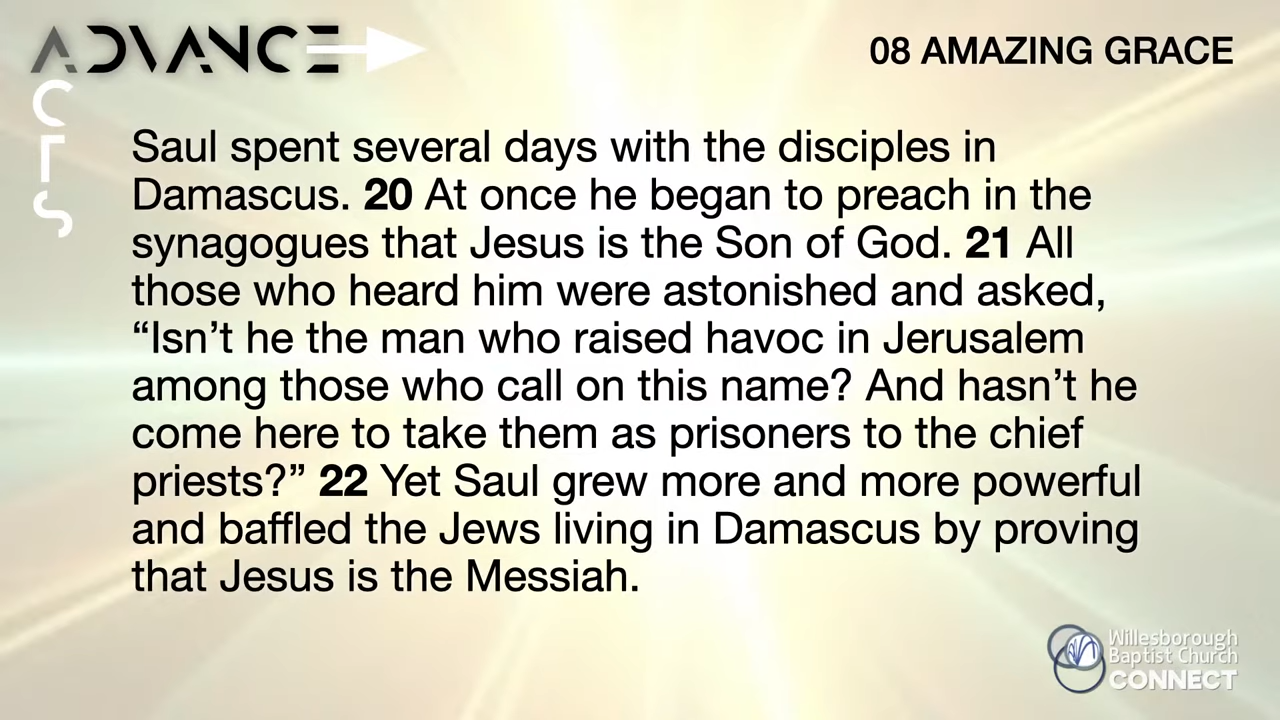 ADVANCE
CTS
08 AMAZING GRACE
Saul spent several days with the disciples in
Damascus. 20 At once he began to preach in the
synagogues that Jesus is the Son of God. 21 All
those who heard him were astonished and asked,
“Isn’t he the man who raised havoc in Jerusalem
among those who call on this name? And hasn’t he
come here to take them as prisoners to the chief
priests?” 22 Yet Saul grew more and more powerful
and baffled the Jews living in Damascus by proving
that Jesus is the Messiah.
Willesborough
Baptist Church
CONNECT